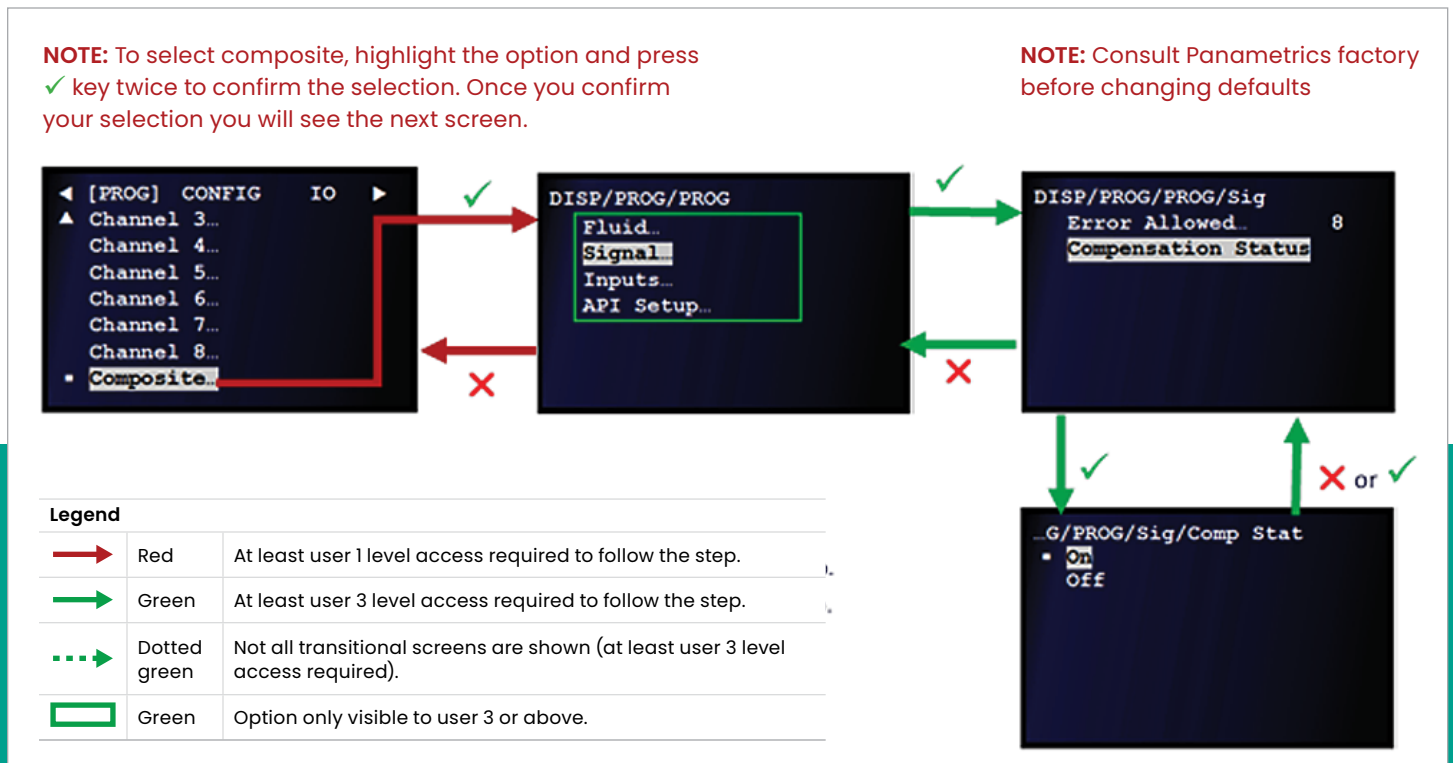 NOTE: To select composite, highlight the option and press
✓ key twice to confirm the selection. Once you confirm
your selection you will see the next screen.
NOTE: Consult Panametrics factory
before changing defaults
◀ [PROG] CONFIG IO ▶
▲ Channel 3…
Channel 4…
Channel 5…
Channel 6…
Channel 7…
Channel 8…
▪ Composite…
DISP/PROG/PROG
Fluid…
Signal…
Inputs…
API Setup…
DISP/PROG/PROG/Sig
Error Allowed… 8
Compensation Status
✗ or ✓
…G/PROG/Sig/Comp Stat
▪ On
Off
Legend
Red At least user 1 level access required to follow the step.
Green At least user 3 level access required to follow the step.
Dotted
green
Not all transitional screens are shown (at least user 3 level
access required).
Green Option only visible to user 3 or above.